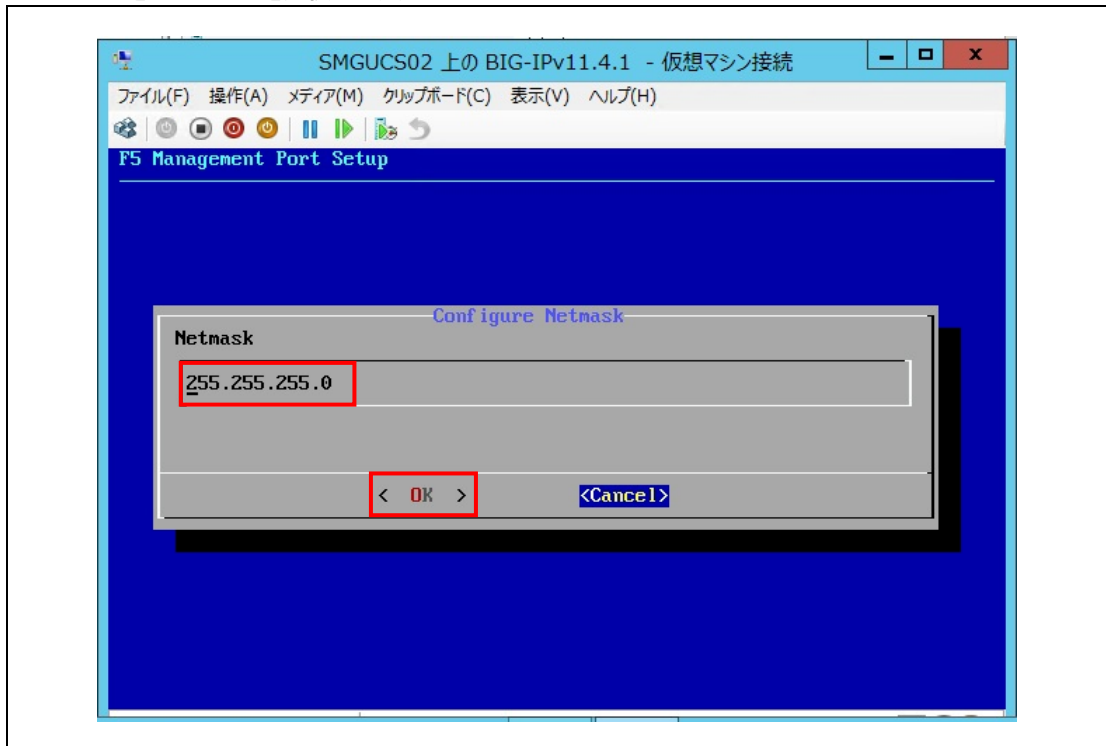 SMGUCS02 上の BIG-IPv11.4.1 - 仮想マシン接続
ファイル(F) 操作(A) メディア(M) クリップボード(C) 表示(V) ヘルプ(H)
F5 Management Port Setup
Configure Netmask
Netmask
255.255.255.0
< OK > <Cancel>